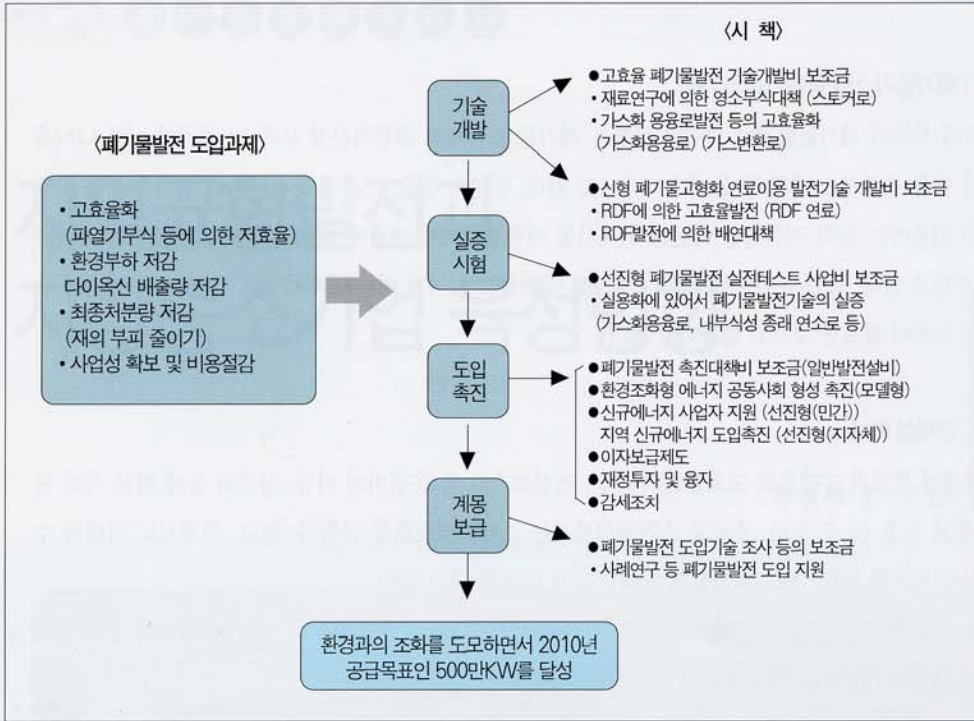 〈시 책〉
〈폐기물발전 도입과제〉
• 고효율화
(파열기부식 등에 의한 저효율)
• 환경부하 저감
다이옥신 배출량 저감
• 최종처분량 저감
(재의 부피 줄이기)
• 사업성 확보 및 비용절감
기술
개발
●고효율 폐기물발전 기술개발비 보조금
• 재료연구에 의한 영소부식대책 (스토커로)
• 가스화 용융로발전 등의 고효율화
(가스화용융로) (가스변환로)
●신형 폐기물고형화 연료이용 발전기술 개발비 보조금
• RDF에 의한 고효율발전 (RDF 연료)
• RDF발전에 의한 배연대책
실증
시험
●선진형 폐기물발전 실전테스트 사업비 보조금
• 실용화에 있어서 폐기물발전기술의 실증
(가스화용융로, 내부식성 종래 연소로 등)
도입
촉진
●폐기물발전 촉진대책비 보조금(일반발전설비)
●환경조화형 에너지 공동사회 형성 촉진(모델형)
●신규에너지 사업자 지원 (선진형(민간))
지역 신규에너지 도입촉진 (선진형(지자체))
●이자보급제도
●재정투자 및 융자
●감세조치
계몽
보급
●폐기물발전 도입기술 조사 등의 보조금
• 사례연구 등 폐기물발전 도입 지원
환경과의 조화를 도모하면서 2010년
공급목표인 500만KW를 달성